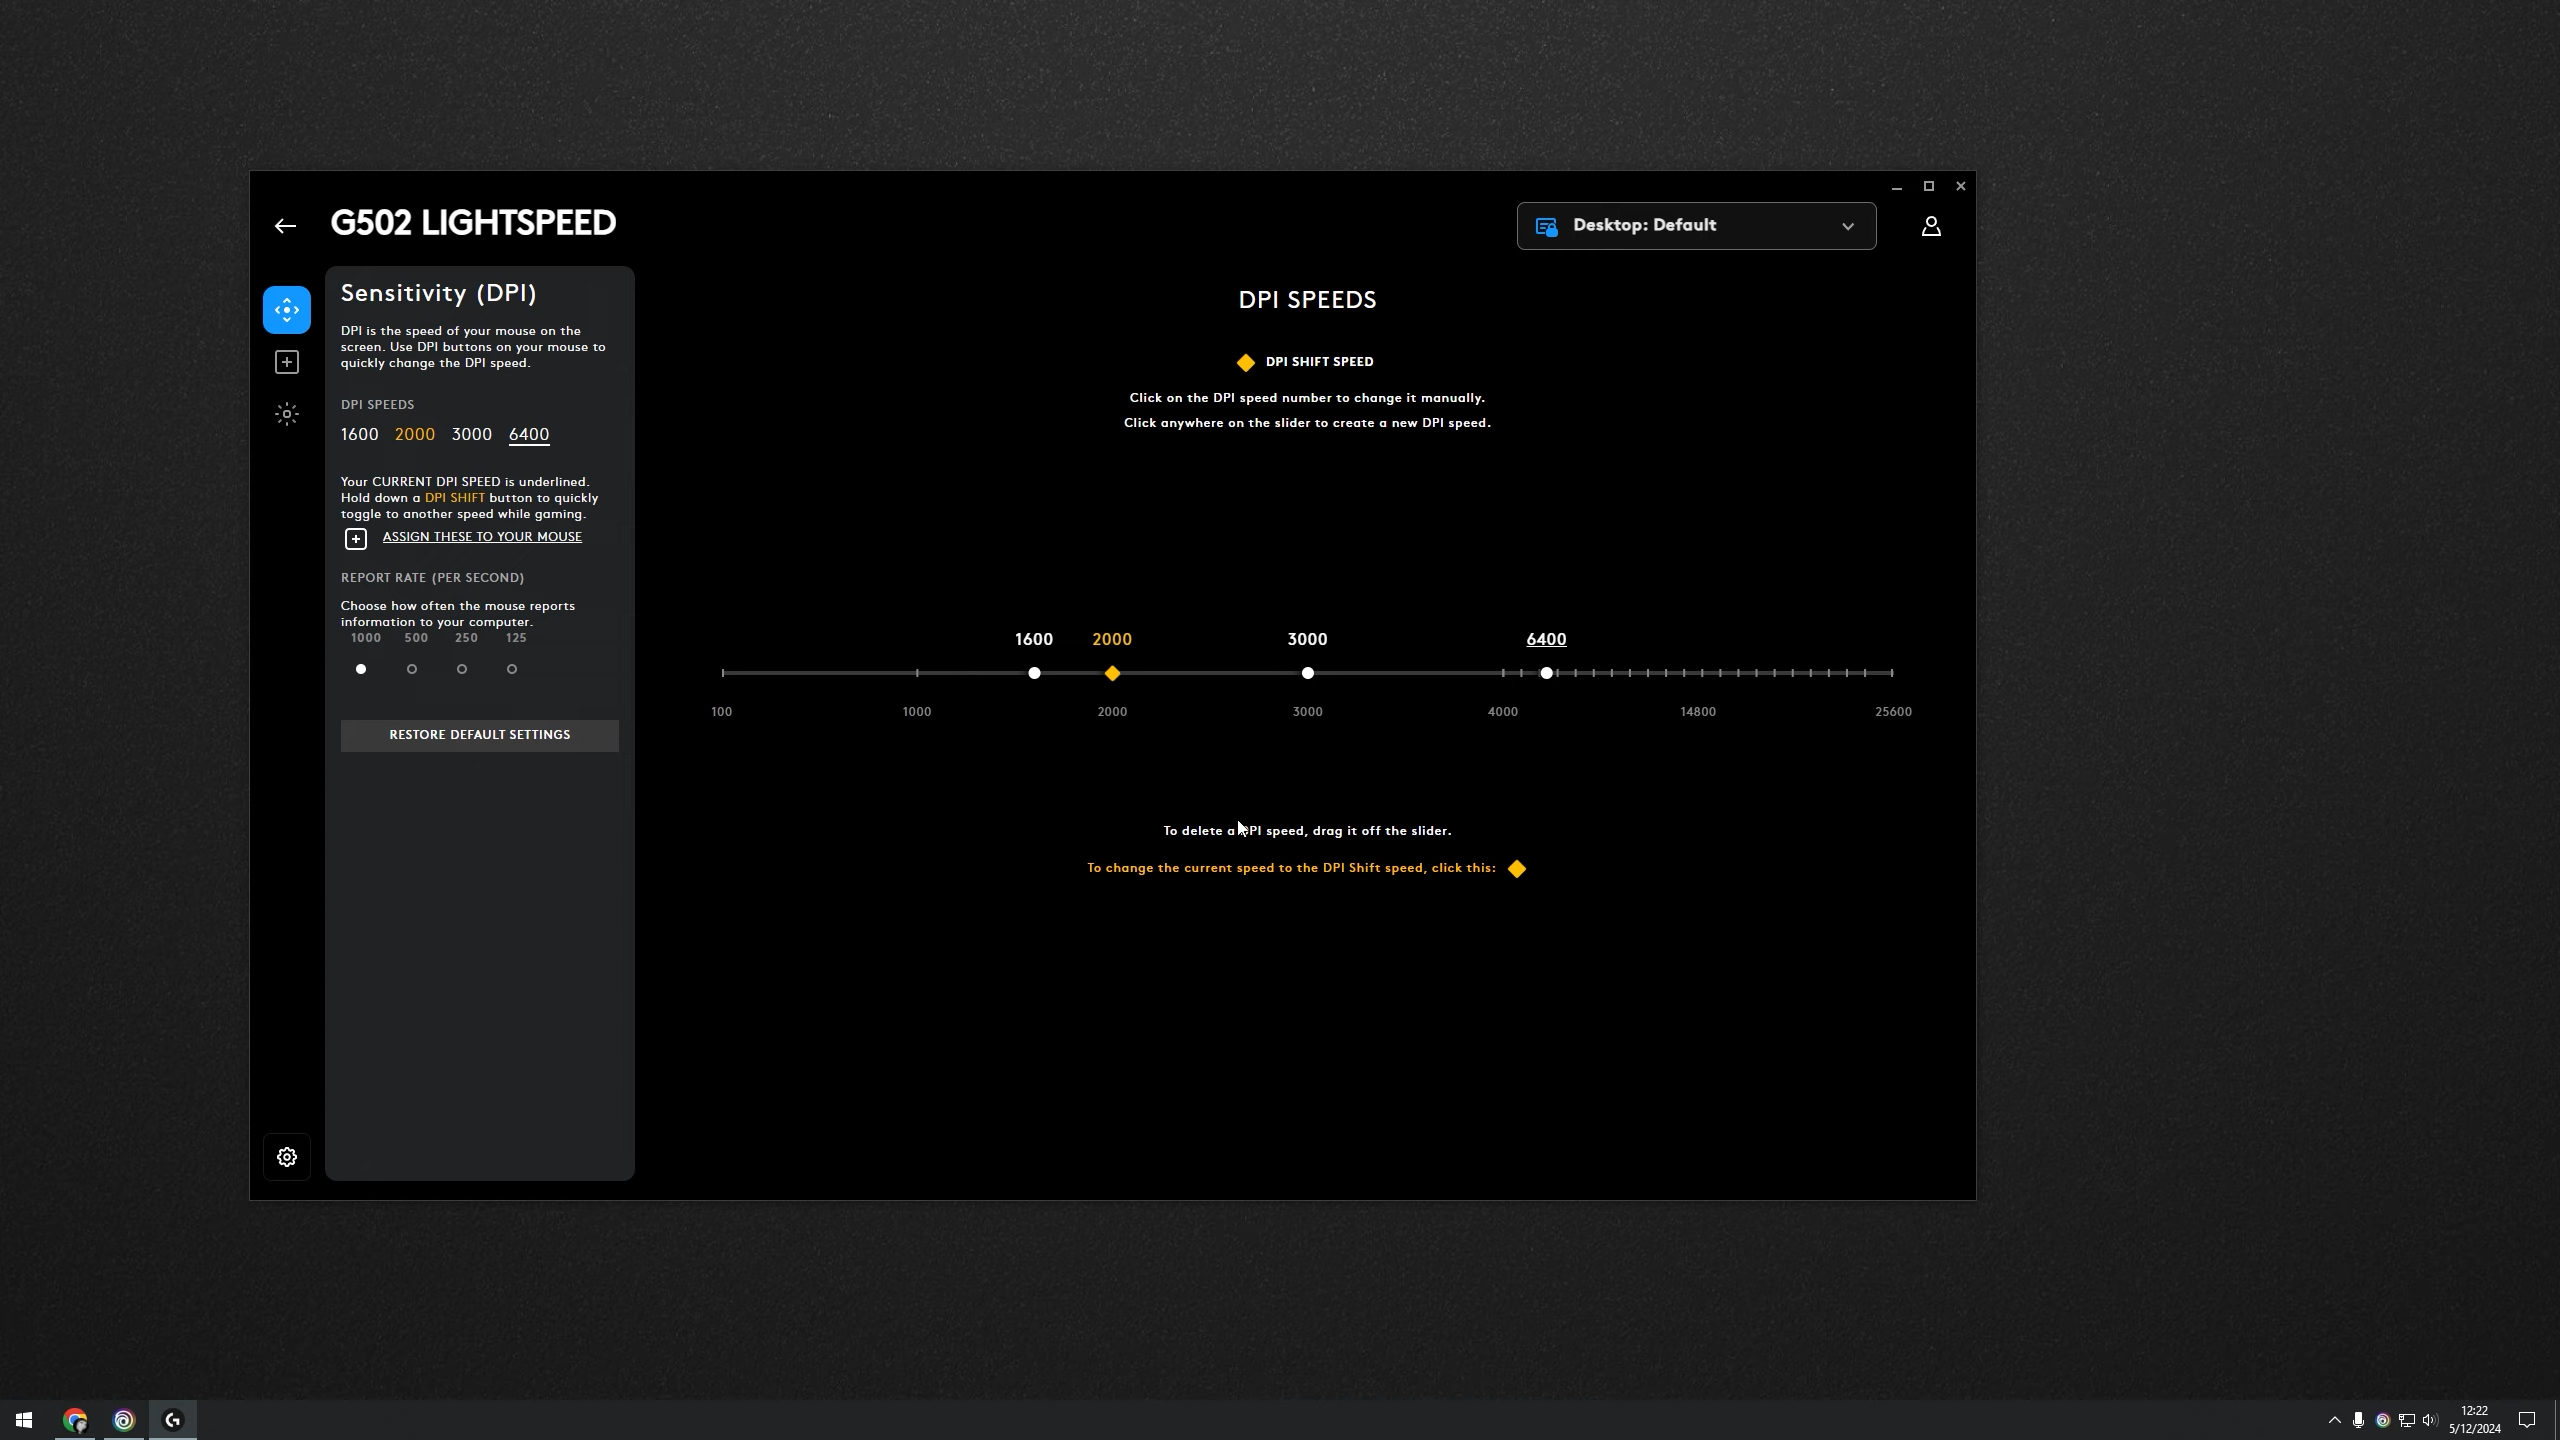 G502 LIGHTSPEED
Desktop: Default
Sensitivity (DPI)
DPI is the speed of your mouse on the
screen. Use DPI buttons on your mouse to
quickly change the DPI speed.
DPI SPEEDS
1600 2000 3000 6400
Your CURRENT DPI SPEED is underlined.
Hold down a DPI SHIFT button to quickly
toggle to another speed while gaming.
ASSIGN THESE TO YOUR MOUSE
REPORT RATE (PER SECOND)
Choose how often the mouse reports
information to your computer.
1000 500 250 125
RESTORE DEFAULT SETTINGS
DPI SPEEDS
DPI SHIFT SPEED
Click on the DPI speed number to change it manually.
Click anywhere on the slider to create a new DPI speed.
1600 2000 3000 6400
100 1000 2000 3000 4000 14800 25600
To delete a DPI speed, drag it off the slider.
To change the current speed to the DPI Shift speed, click this:
12:22
5/12/2024